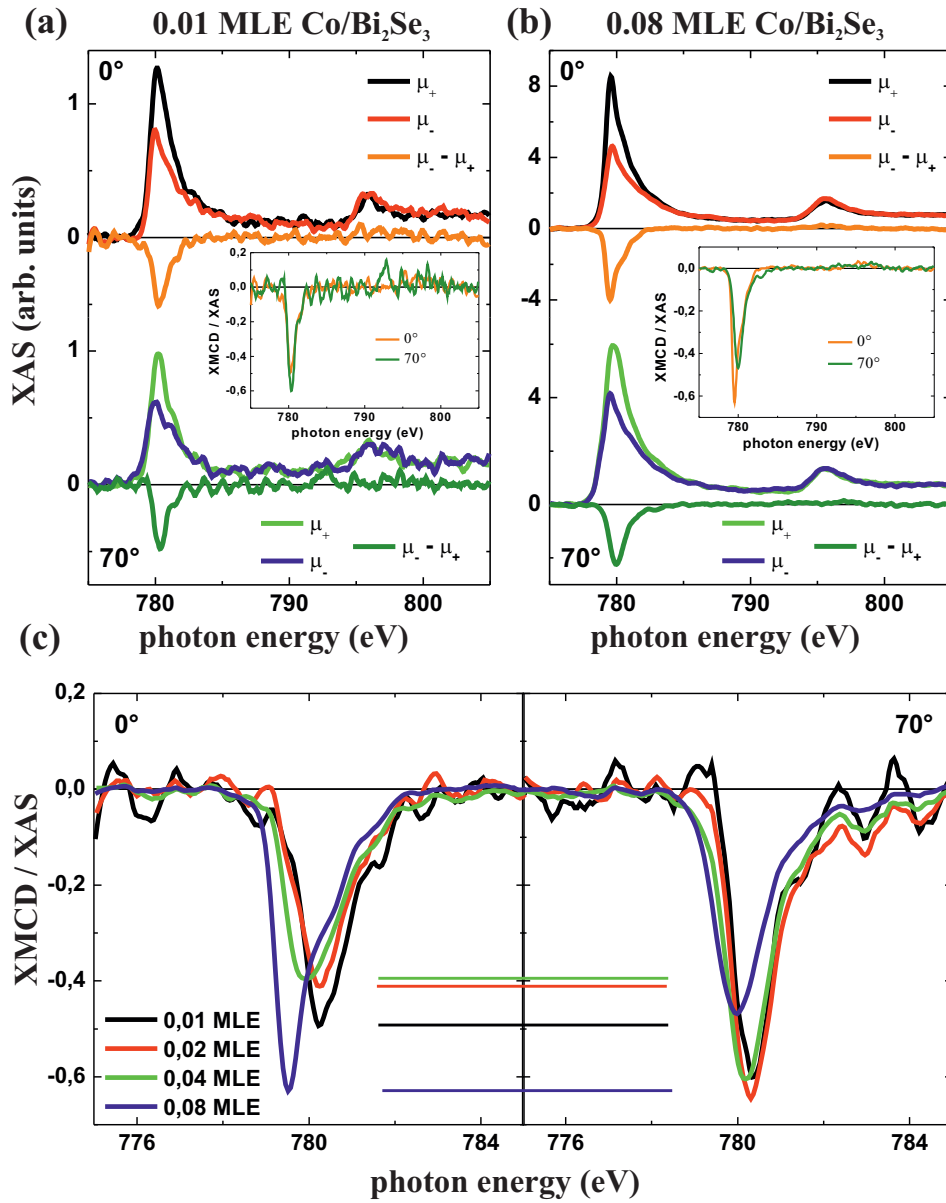 (a) 0.01 MLE Co/Bi₂Se₃
(b) 0.08 MLE Co/Bi₂Se₃
XAS (arb. units)
0°
μ₊
μ₋
μ₋ - μ₊
1
0
1
0
0,2
0,0
-0,2
-0,4
-0,6
XMCD / XAS
0°
70°
780 790 800
photon energy (eV)
70°
μ₊
μ₋
μ₋ - μ₊
780 790 800
photon energy (eV)
0°
μ₊
μ₋
μ₋ - μ₊
8
4
0
-4
4
0
0,0
-0,2
-0,4
-0,6
XMCD / XAS
0°
70°
780 790 800
photon energy (eV)
70°
μ₊
μ₋
μ₋ - μ₊
780 790 800
photon energy (eV)
(c)
XMCD / XAS
0,2
0,0
-0,2
-0,4
-0,6
0°
70°
0,01 MLE
0,02 MLE
0,04 MLE
0,08 MLE
776 780 784 776 780 784
photon energy (eV)